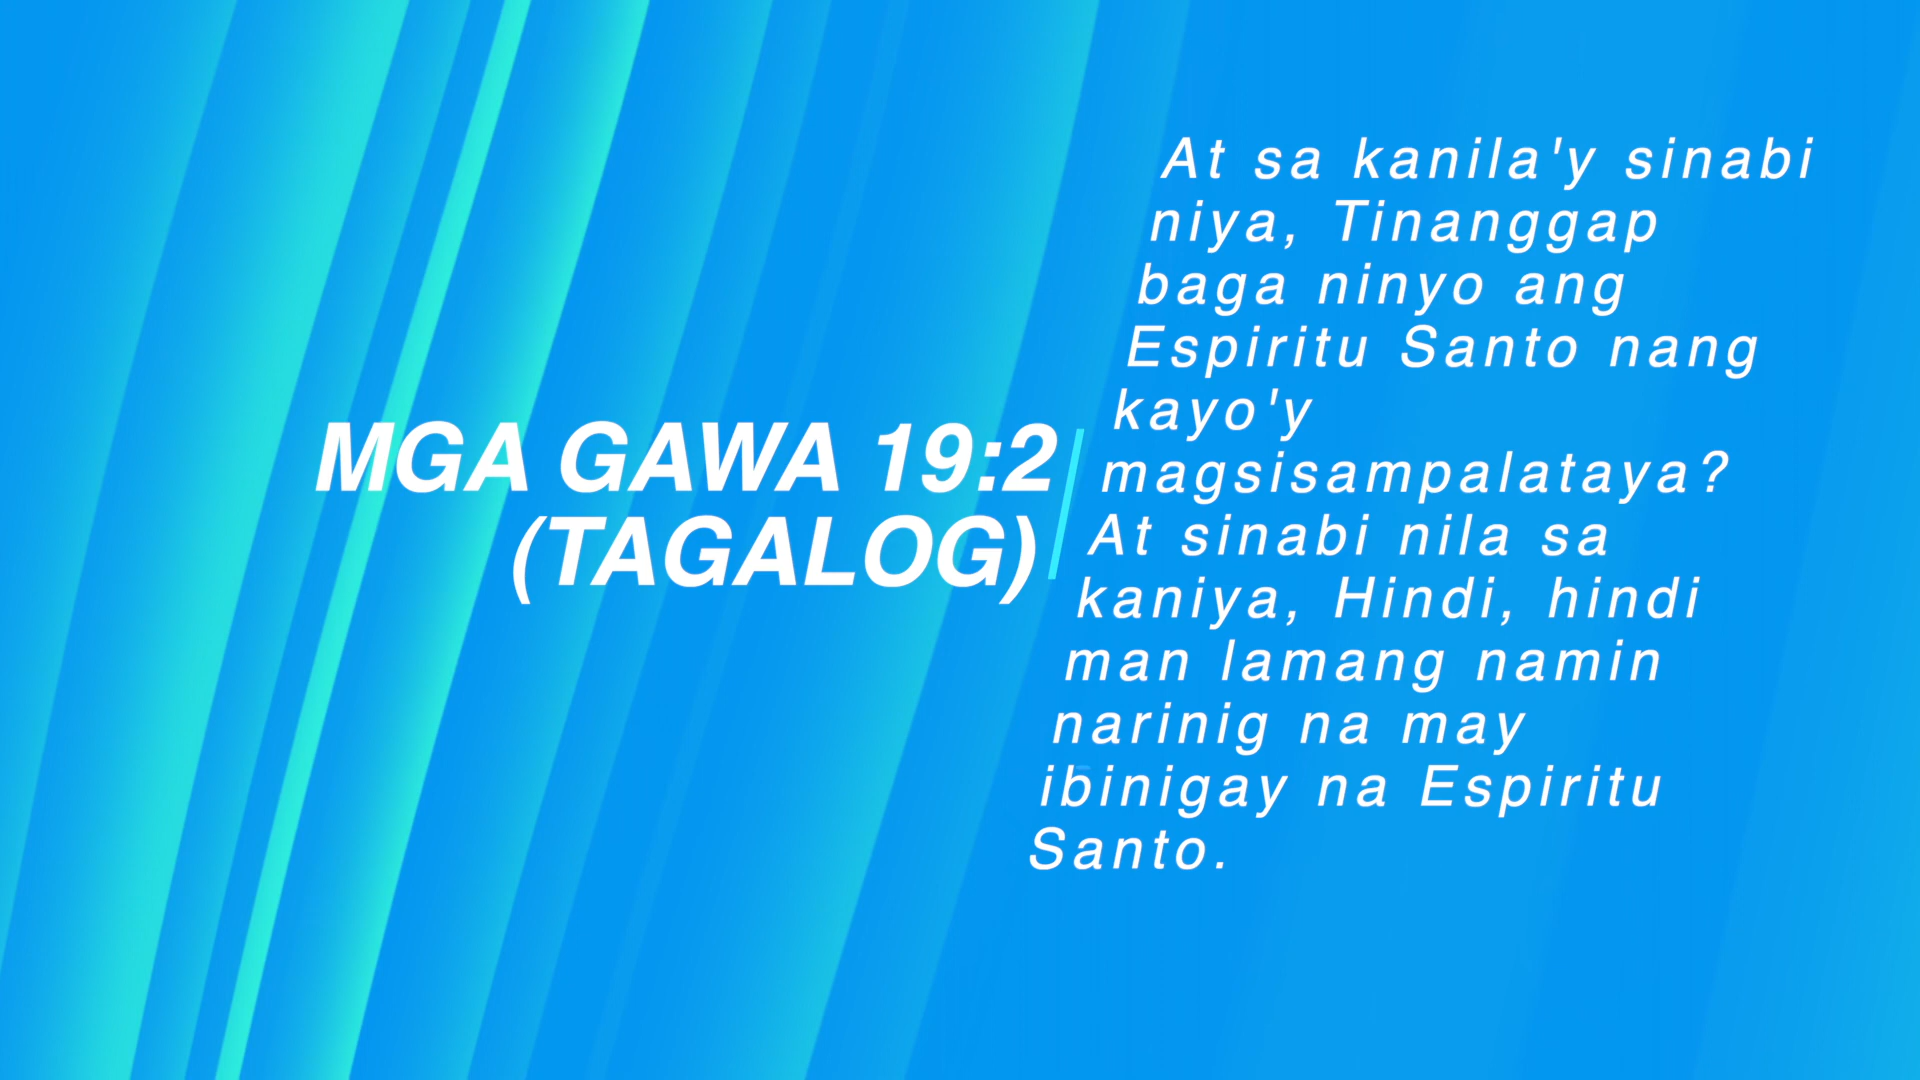 MGA GAWA 19:2
(TAGALOG)
At sa kanila'y sinabi
niya, Tinanggap
baga ninyo ang
Espiritu Santo nang
kayo'y
magsisampalataya?
At sinabi nila sa
kaniya, Hindi, hindi
man lamang namin
narinig na may
ibinigay na Espiritu
Santo.